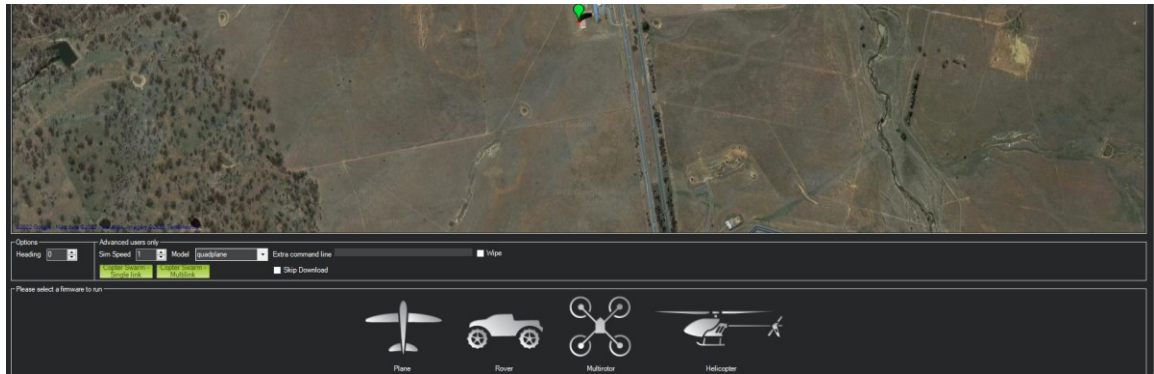 Options
Heading 0
Advanced users only
Sim Speed 1 Model quadplane Extra command line Wipe
Copter Swarm - Single link
Copter Swarm - Multilink
Skip Download
Please select a firmware to run
Plane Rover Multirotor Helicopter